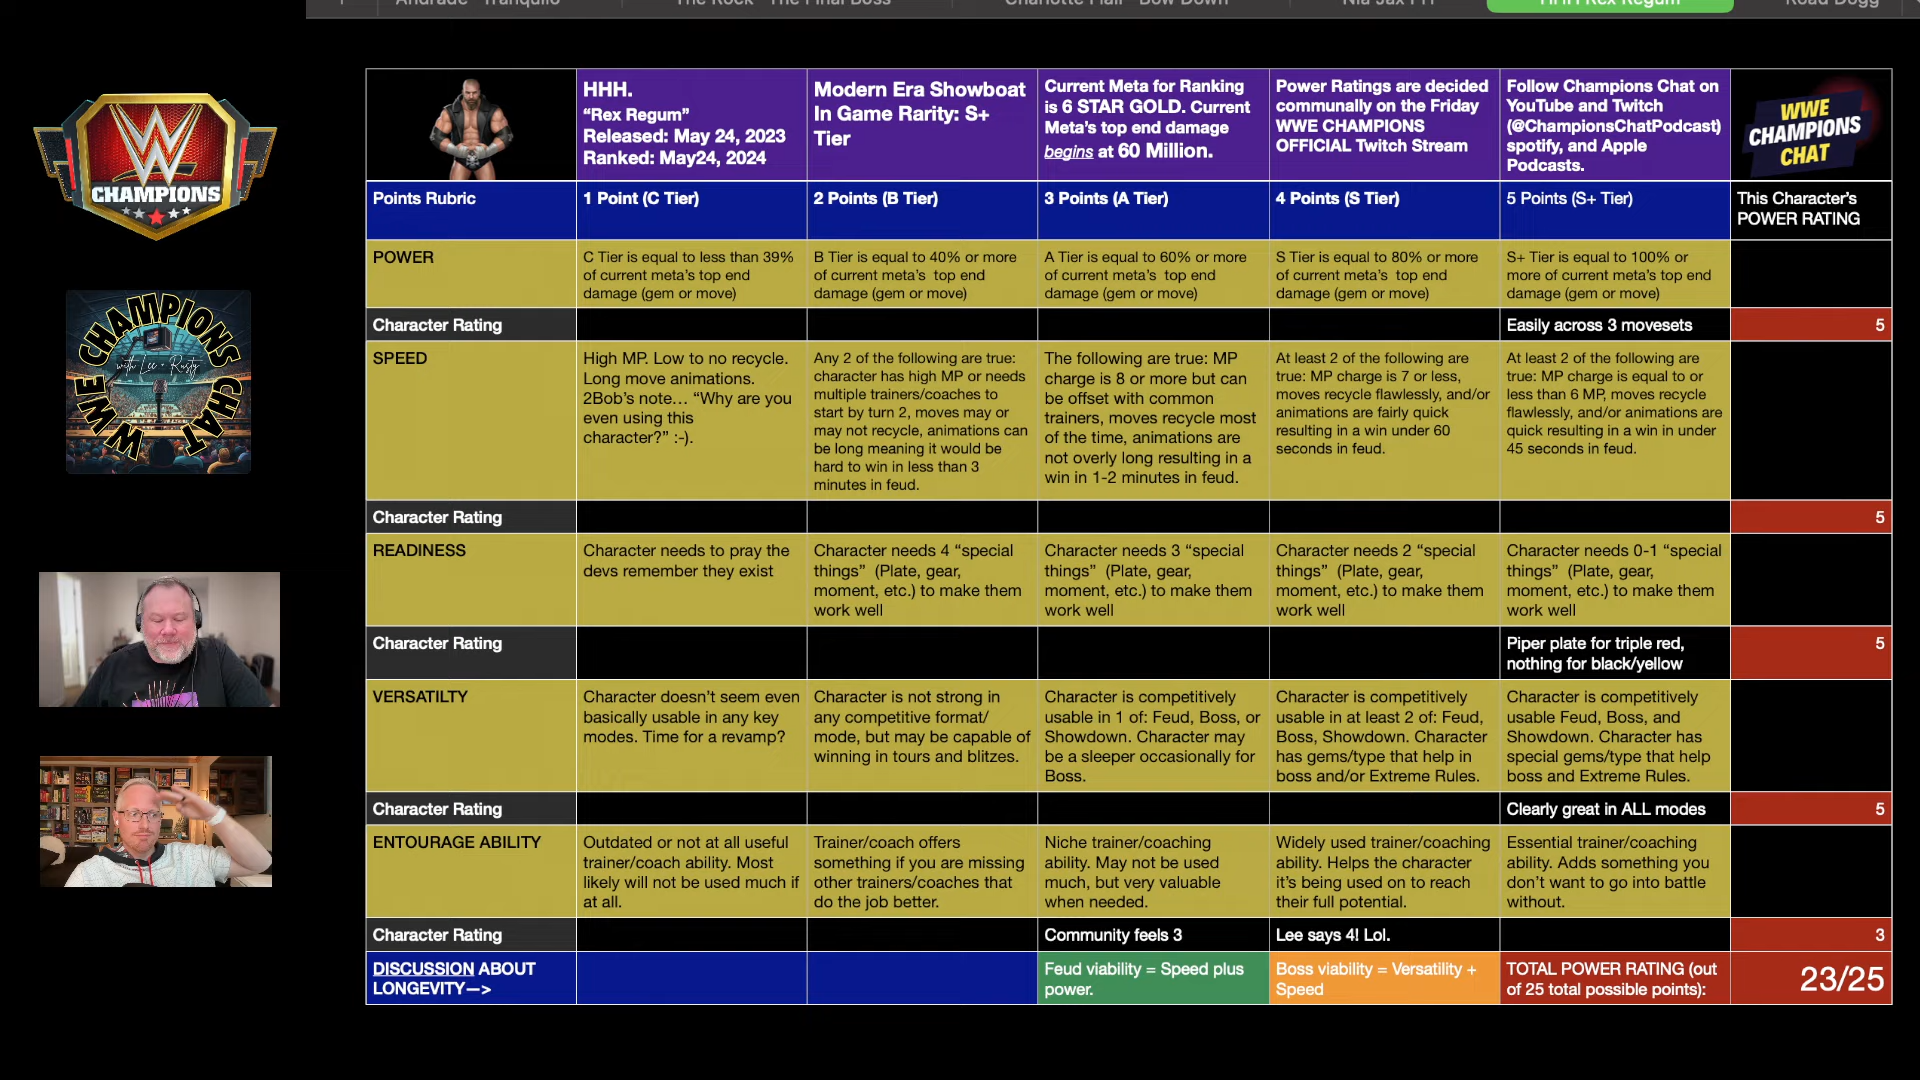 Andrade "Tranquilo"
The Rock "The Final Boss"
Charlotte Flair "Bow Down"
Nia Jax FTF
HHH Rex Regum
Road Dogg
W
CHAMPIONS
WWE CHAMPIONS CHAT
with Lee + Rusty
HHH.
“Rex Regum”
Released: May 24, 2023
Ranked: May24, 2024
Modern Era Showboat
In Game Rarity: S+
Tier
Current Meta for Ranking
is 6 STAR GOLD. Current
Meta’s top end damage
begins at 60 Million.
Power Ratings are decided
communally on the Friday
WWE CHAMPIONS
OFFICIAL Twitch Stream
Follow Champions Chat on
YouTube and Twitch
(@ChampionsChatPodcast)
spotify, and Apple
Podcasts.
WWE
CHAMPIONS
CHAT
Points Rubric
1 Point (C Tier)
2 Points (B Tier)
3 Points (A Tier)
4 Points (S Tier)
5 Points (S+ Tier)
This Character’s
POWER RATING
POWER
C Tier is equal to less than 39%
of current meta’s top end
damage (gem or move)
B Tier is equal to 40% or more
of current meta’s  top end
damage (gem or move)
A Tier is equal to 60% or more
of current meta’s  top end
damage (gem or move)
S Tier is equal to 80% or more
of current meta’s  top end
damage (gem or move)
S+ Tier is equal to 100% or
more of current meta’s top end
damage (gem or move)
Character Rating
Easily across 3 movesets
5
SPEED
High MP. Low to no recycle.
Long move animations.
2Bob’s note… “Why are you
even using this
character?” :-).
Any 2 of the following are true:
character has high MP or needs
multiple trainers/coaches to
start by turn 2, moves may or
may not recycle, animations can
be long meaning it would be
hard to win in less than 3
minutes in feud.
The following are true: MP
charge is 8 or more but can
be offset with common
trainers, moves recycle most
of the time, animations are
not overly long resulting in a
win in 1-2 minutes in feud.
At least 2 of the following are
true: MP charge is 7 or less,
moves recycle flawlessly, and/or
animations are fairly quick
resulting in a win under 60
seconds in feud.
At least 2 of the following are
true: MP charge is equal to or
less than 6 MP, moves recycle
flawlessly, and/or animations are
quick resulting in a win in under
45 seconds in feud.
Character Rating
5
READINESS
Character needs to pray the
devs remember they exist
Character needs 4 “special
things”  (Plate, gear,
moment, etc.) to make them
work well
Character needs 3 “special
things”  (Plate, gear,
moment, etc.) to make them
work well
Character needs 2 “special
things”  (Plate, gear,
moment, etc.) to make them
work well
Character needs 0-1 “special
things”  (Plate, gear,
moment, etc.) to make them
work well
Character Rating
Piper plate for triple red,
nothing for black/yellow
5
VERSATILTY
Character doesn’t seem even
basically usable in any key
modes. Time for a revamp?
Character is not strong in
any competitive format/
mode, but may be capable of
winning in tours and blitzes.
Character is competitively
usable in 1 of: Feud, Boss, or
Showdown. Character may
be a sleeper occasionally for
Boss.
Character is competitively
usable in at least 2 of: Feud,
Boss, Showdown. Character
has gems/type that help in
boss and/or Extreme Rules.
Character is competitively
usable Feud, Boss, and
Showdown. Character has
special gems/type that help
boss and Extreme Rules.
Character Rating
Clearly great in ALL modes
5
ENTOURAGE ABILITY
Outdated or not at all useful
trainer/coach ability. Most
likely will not be used much if
at all.
Trainer/coach offers
something if you are missing
other trainers/coaches that
do the job better.
Niche trainer/coaching
ability. May not be used
much, but very valuable
when needed.
Widely used trainer/coaching
ability. Helps the character
it’s being used on to reach
their full potential.
Essential trainer/coaching
ability. Adds something you
don’t want to go into battle
without.
Character Rating
Community feels 3
Lee says 4! Lol.
3
DISCUSSION ABOUT
LONGEVITY—>
Feud viability = Speed plus
power.
Boss viability = Versatility +
Speed
TOTAL POWER RATING (out
of 25 total possible points):
23/25